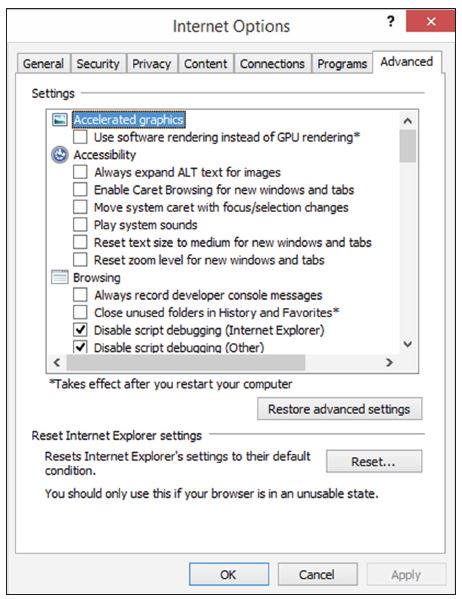 Internet Options
?
×
General Security Privacy Content Connections Programs Advanced
Settings
Accelerated graphics
Use software rendering instead of GPU rendering*
Accessibility
Always expand ALT text for images
Enable Caret Browsing for new windows and tabs
Move system caret with focus/selection changes
Play system sounds
Reset text size to medium for new windows and tabs
Reset zoom level for new windows and tabs
Browsing
Always record developer console messages
Close unused folders in History and Favorites*
Disable script debugging (Internet Explorer)
Disable script debugging (Other)
*Takes effect after you restart your computer
Restore advanced settings
Reset Internet Explorer settings
Resets Internet Explorer's settings to their default
condition.
Reset...
You should only use this if your browser is in an unusable state.
OK Cancel Apply